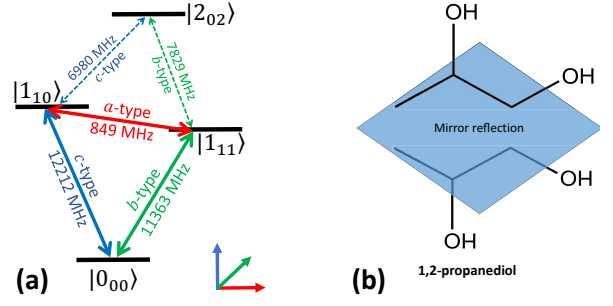 |2₀₂⟩
6980 MHz
c-type
7829 MHz
b-type
|1₁₀⟩
a-type
849 MHz
|1₁₁⟩
c-type
12212 MHz
b-type
11363 MHz
|0₀₀⟩
(a)
OH
OH
Mirror reflection
OH
OH
1,2-propanediol
(b)